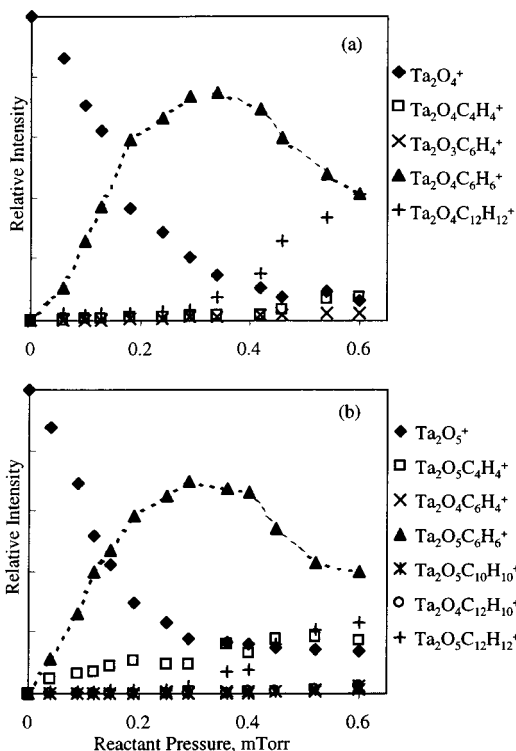 (a)
Relative Intensity
Ta₂O₄⁺
Ta₂O₄C₄H₄⁺
Ta₂O₃C₆H₄⁺
Ta₂O₄C₆H₆⁺
Ta₂O₄C₁₂H₁₂⁺
0 0.2 0.4 0.6
(b)
Relative Intensity
Ta₂O₅⁺
Ta₂O₅C₄H₄⁺
Ta₂O₄C₆H₄⁺
Ta₂O₅C₆H₆⁺
Ta₂O₅C₁₀H₁₀⁺
Ta₂O₄C₁₂H₁₀⁺
Ta₂O₅C₁₂H₁₂⁺
0 0.2 0.4 0.6
Reactant Pressure, mTorr